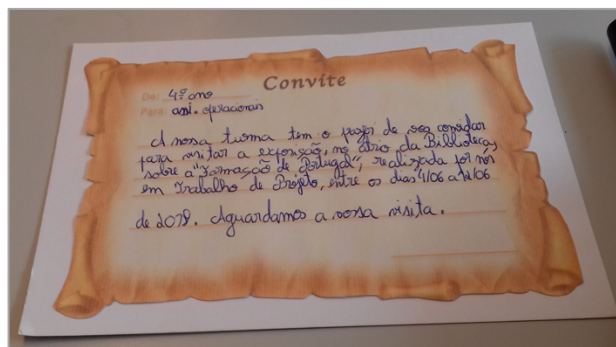 Convite
De: 4º ano
Para: assi. operacionais
A nossa turma tem o prazer de vos convidar
para visitar a exposição, no átrio da Biblioteca,
sobre a "Formação de Portugal", realizada por nós
em Trabalho de Projeto, entre os dias 4/06 a 12/06
de 2018. Aguardamos a vossa visita.